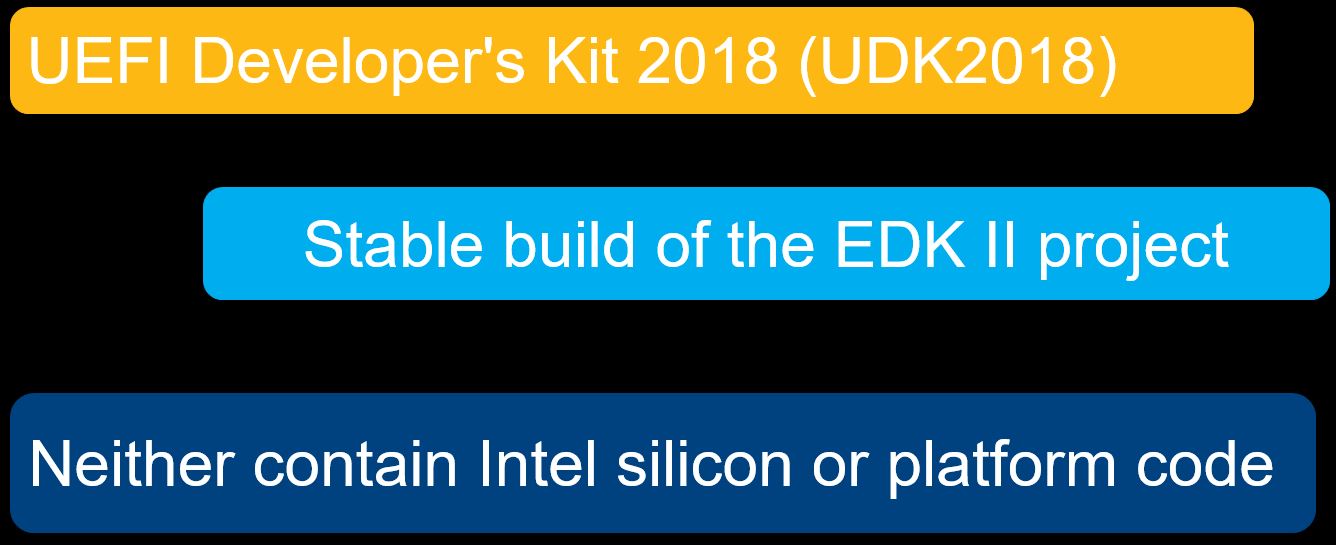 UEFI Developer's Kit 2018 (UDK2018)
Stable build of the EDK II project
Neither contain Intel silicon or platform code